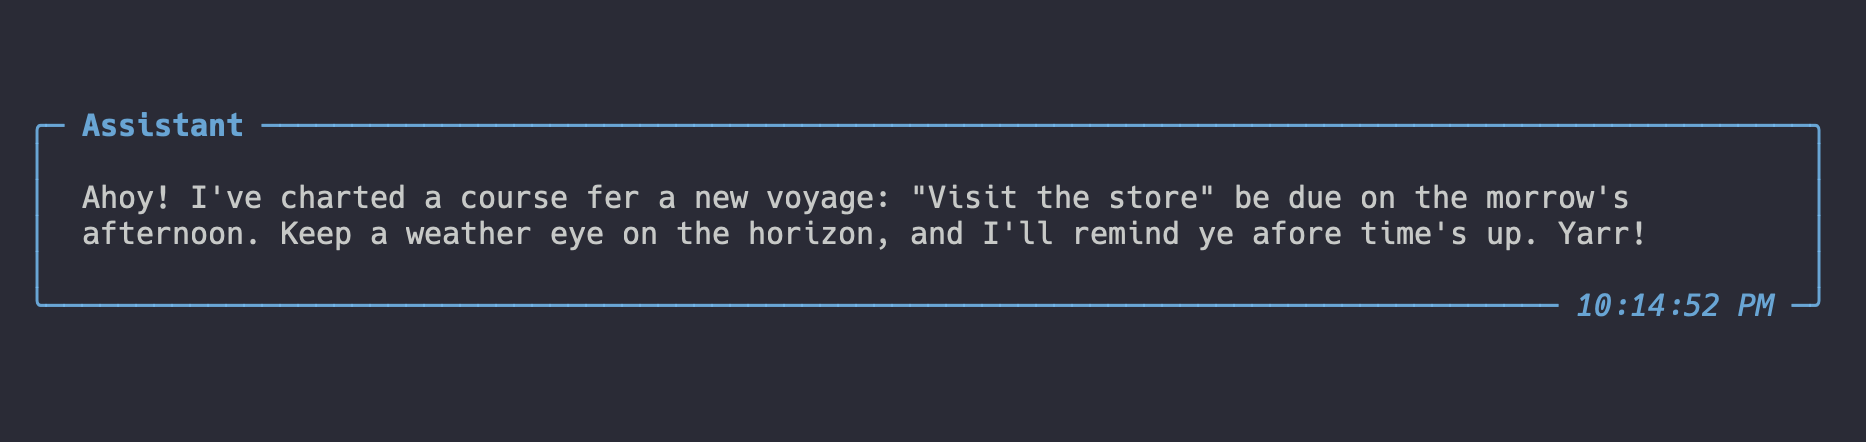 Assistant
Ahoy! I've charted a course fer a new voyage: "Visit the store" be due on the morrow's
afternoon. Keep a weather eye on the horizon, and I'll remind ye afore time's up. Yarr!
10:14:52 PM